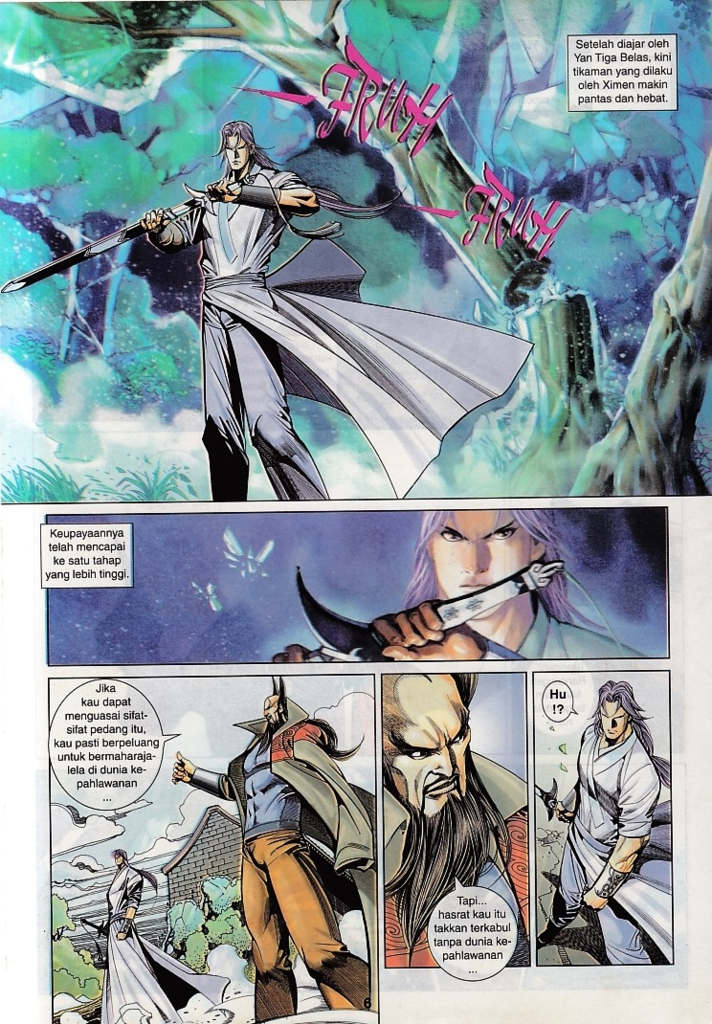 Setelah diajar oleh
Yan Tiga Belas, kini
tikaman yang dilaku
oleh Ximen makin
pantas dan hebat.
FRUH
FRUH
Keupayaannya
telah mencapai
ke satu tahap
yang lebih tinggi.
Jika
kau dapat
menguasai sifat-
sifat pedang itu,
kau pasti berpeluang
untuk bermaharaja-
lela di dunia ke-
pahlawanan
...
Tapi...
hasrat kau itu
takkan terkabul
tanpa dunia ke-
pahlawanan
...
Hu
!?
6